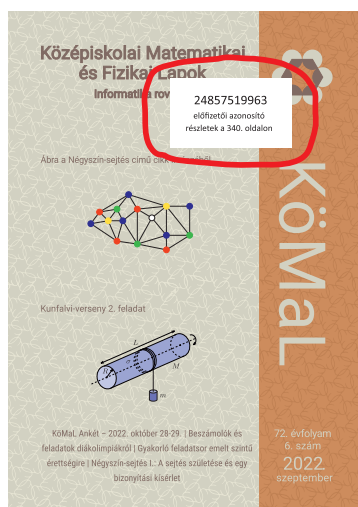 Középiskolai Matematikai
és Fizikai Lapok
24857519963
előfizetői azonosító
részletek a 340. oldalon
Ábra a Négyszín-sejtés című cikk
Kunfalvi-verseny 2. feladat
L
R
M
m
KöMaL Ankét – 2022. október 28-29. | Beszámolók és
feladatok diákolimpiákról | Gyakorló feladatsor emelt szintű
érettségire | Négyszín-sejtés I.: A sejtés születése és egy
bizonyítási kísérlet
KöMaL
72. évfolyam
6. szám
2022
szeptember